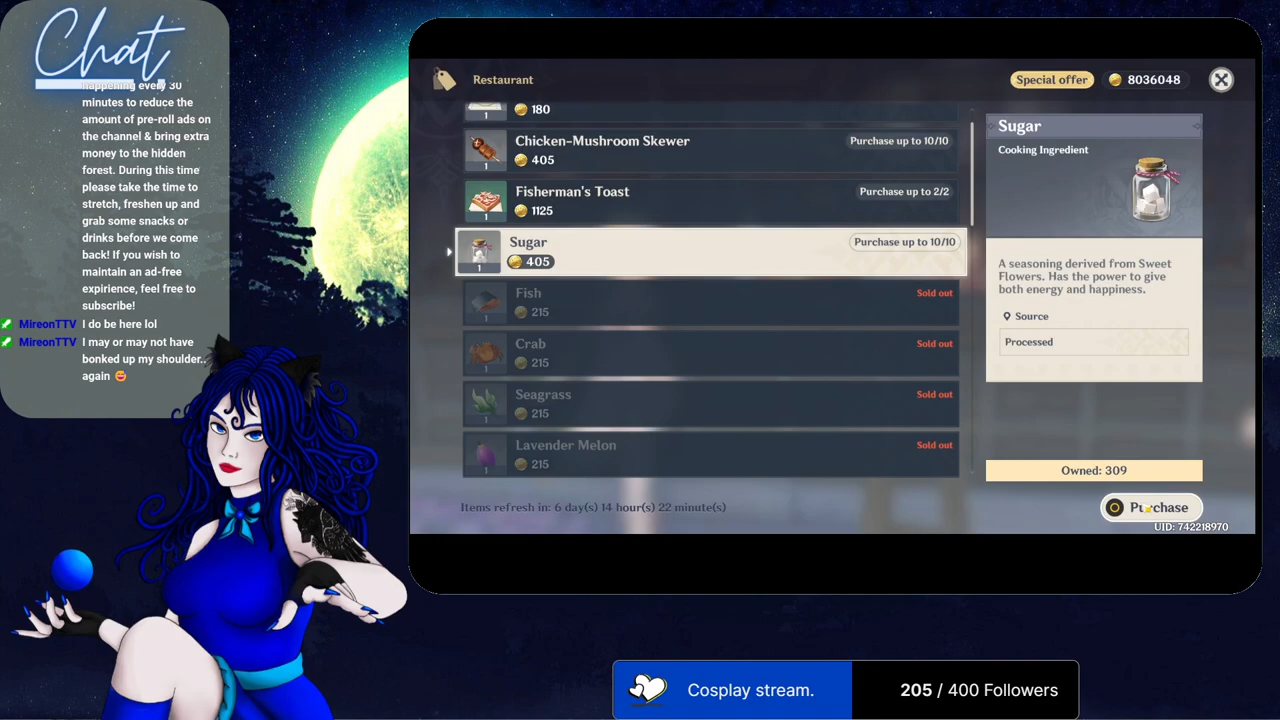 Chat
happening every 30
minutes to reduce the
amount of pre-roll ads on
the channel & bring extra
money to the hidden
forest. During this time
please take the time to
stretch, freshen up and
grab some snacks or
drinks before we come
back! If you wish to
maintain an ad-free
expirience, feel free to
subscribe!
MireonTTV I do be here lol
MireonTTV I may or may not have
bonked up my shoulder..
again
Restaurant
Special offer
8036048
1
180
Chicken-Mushroom Skewer
Purchase up to 10/10
1
405
Fisherman's Toast
Purchase up to 2/2
1
1125
Sugar
Purchase up to 10/10
1
405
Fish
Sold out
1
215
Crab
Sold out
1
215
Seagrass
Sold out
1
215
Lavender Melon
Sold out
1
215
Items refresh in: 6 day(s) 14 hour(s) 22 minute(s)
Sugar
Cooking Ingredient
A seasoning derived from Sweet
Flowers. Has the power to give
both energy and happiness.
Source
Processed
Owned: 309
Purchase
UID: 742218970
Cosplay stream.
205 / 400 Followers